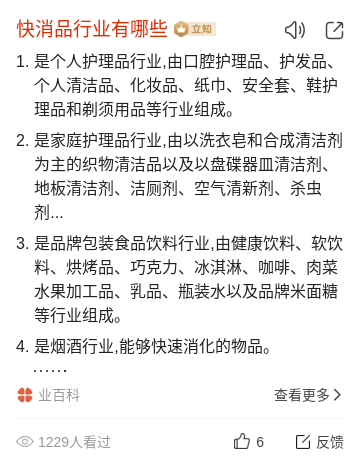 快消品行业有哪些 立知
1. 是个人护理品行业,由口腔护理品、护发品、
个人清洁品、化妆品、纸巾、安全套、鞋护
理品和剃须用品等行业组成。
2. 是家庭护理品行业,由以洗衣皂和合成清洁剂
为主的织物清洁品以及以盘碟器皿清洁剂、
地板清洁剂、洁厕剂、空气清新剂、杀虫
剂...
3. 是品牌包装食品饮料行业,由健康饮料、软饮
料、烘烤品、巧克力、冰淇淋、咖啡、肉菜
水果加工品、乳品、瓶装水以及品牌米面糖
等行业组成。
4. 是烟酒行业,能够快速消化的物品。
······
业百科 查看更多
1229人看过 6 反馈